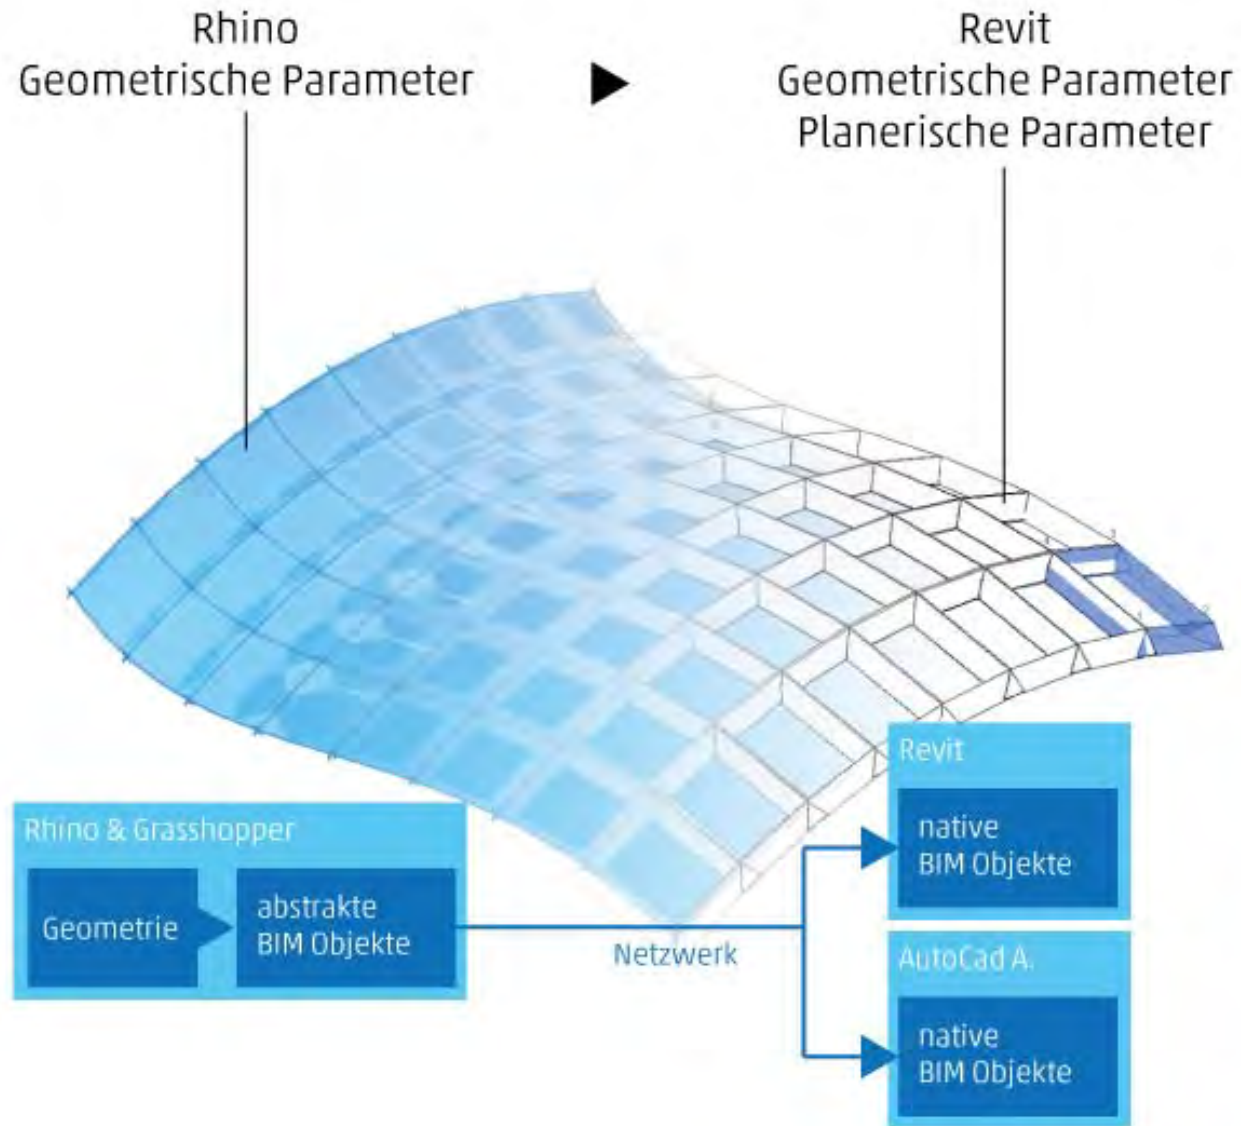 Rhino
Geometrische Parameter
Revit
Geometrische Parameter
Planerische Parameter
Rhino & Grasshopper
Geometrie
abstrakte
BIM Objekte
Netzwerk
Revit
native
BIM Objekte
AutoCad A.
native
BIM Objekte